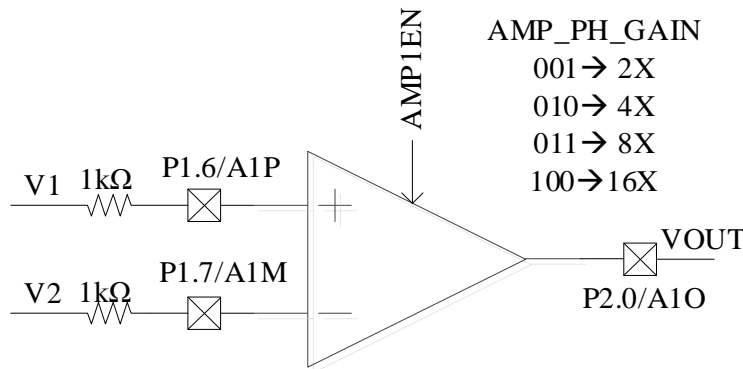 AMP_PH_GAIN
001→ 2X
010→ 4X
011→ 8X
100→16X
AMP1EN
V1 1kΩ P1.6/A1P
+
V2 1kΩ P1.7/A1M
VOUT
P2.0/A1O